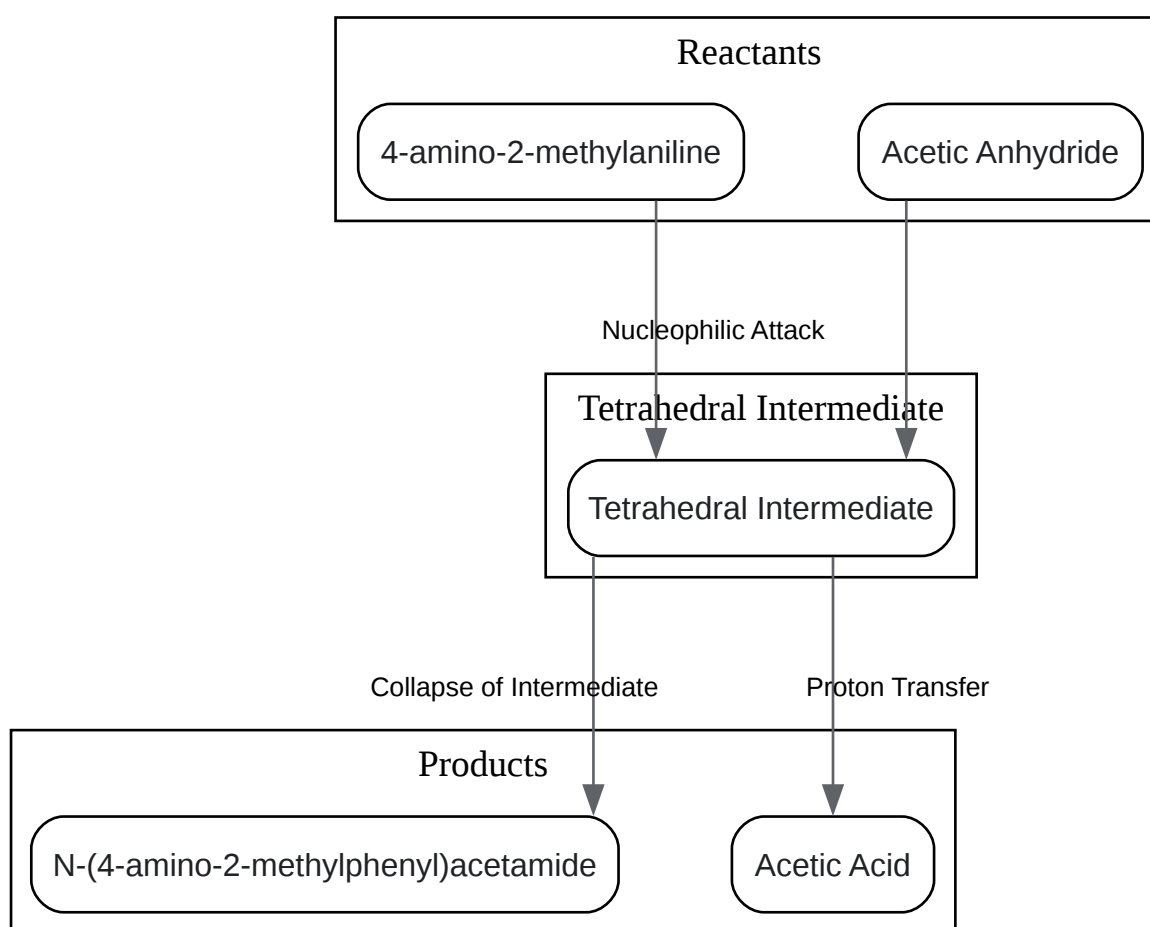 Reactants
4-amino-2-methylaniline
Acetic Anhydride
Nucleophilic Attack
Tetrahedral Intermediate
Tetrahedral Intermediate
Collapse of Intermediate
Proton Transfer
Products
N-(4-amino-2-methylphenyl)acetamide
Acetic Acid